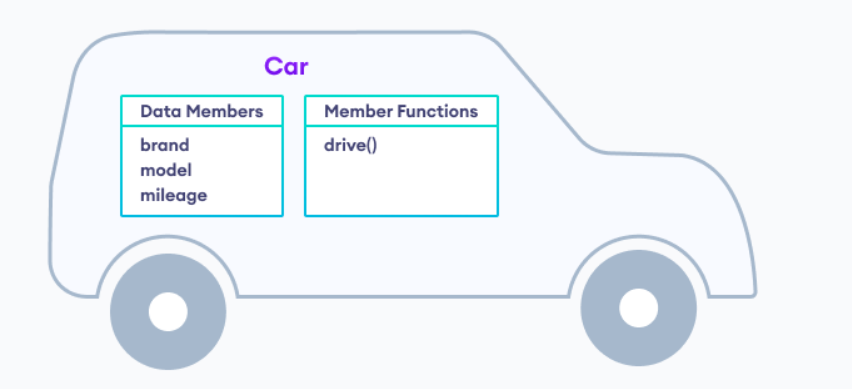 Car
Data Members
brand
model
mileage
Member Functions
drive()